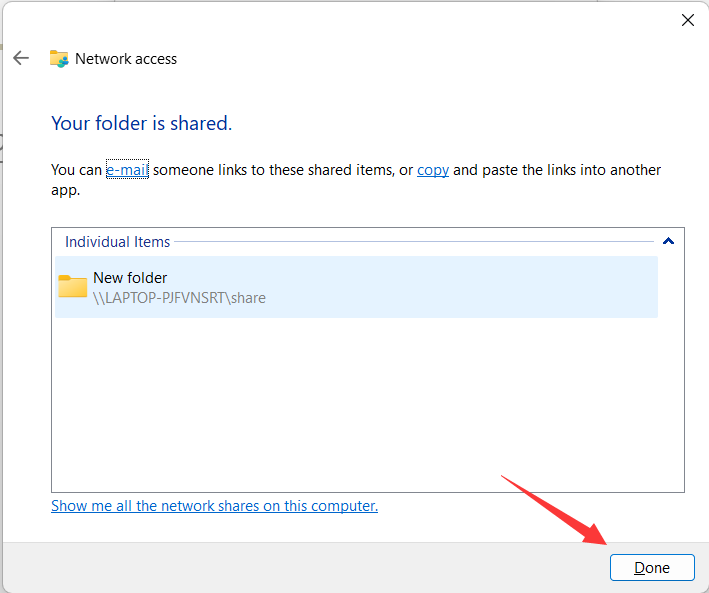 Network access
Your folder is shared.
You can e-mail someone links to these shared items, or copy and paste the links into another
app.
Individual Items
New folder
\\LAPTOP-PJFVNSRT\share
Show me all the network shares on this computer.
Done